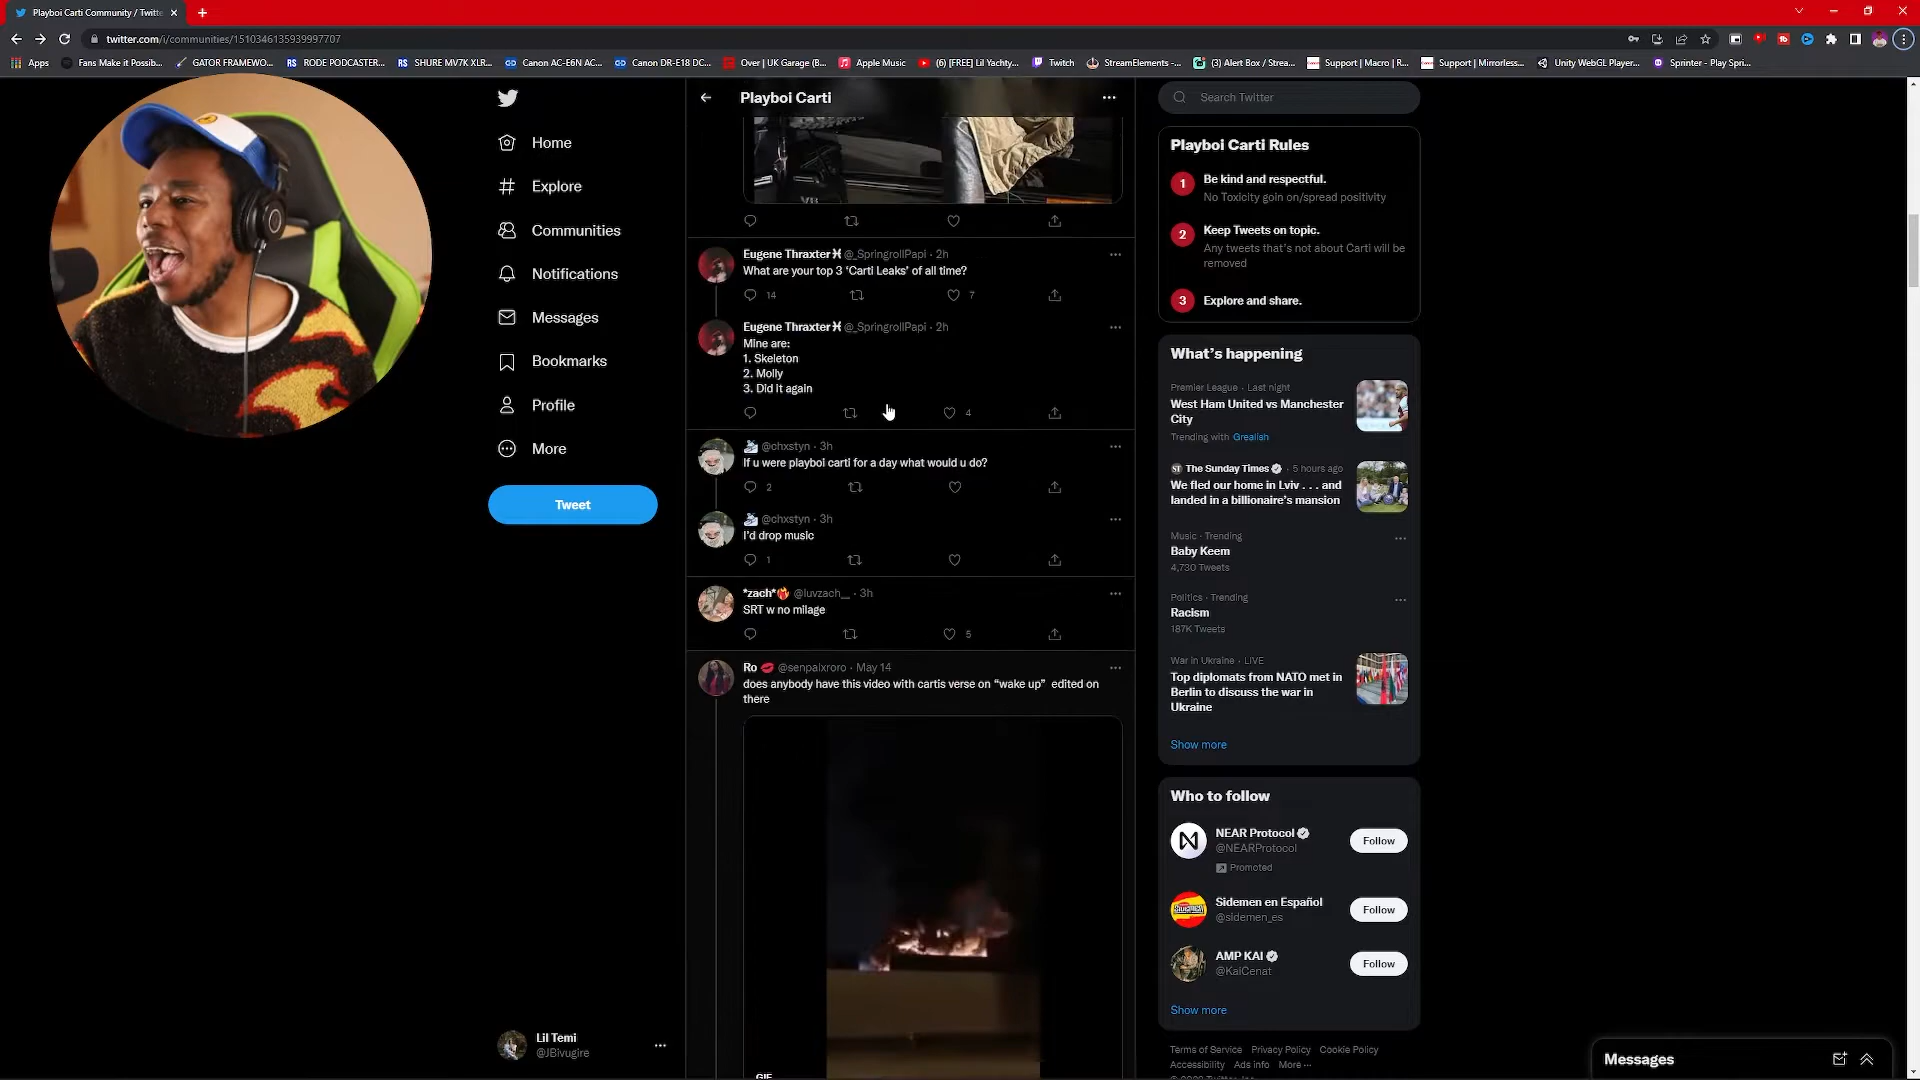 Playboi Carti Community / Twitte
twitter.com/i/communities/1510346135939997707
Apps
Fans Make it Possib...
GATOR FRAMEWO...
RODE PODCASTER...
SHURE MV7K XLR...
Canon AC-E6N AC...
Canon DR-E18 DC...
Over | UK Garage (B...
Apple Music
(6) [FREE] Lil Yachty...
Twitch
StreamElements -...
(3) Alert Box / Strea...
Support | Macro | R...
Support | Mirrorless...
Unity WebGL Player...
Sprinter - Play Spri...
Home
Explore
Communities
Notifications
Messages
Bookmarks
Profile
More
Tweet
Lil Temi
@JBivugire
Playboi Carti
Eugene Thraxter♓ @_SpringrollPapi · 2h
What are your top 3 'Carti Leaks' of all time?
14
7
Eugene Thraxter♓ @_SpringrollPapi · 2h
Mine are:
1. Skeleton
2. Molly
3. Did it again
4
@chxstyn · 3h
If u were playboi carti for a day what would u do?
2
@chxstyn · 3h
I'd drop music
1
*zach*❤️‍🔥 @luvzach__ · 3h
SRT w no milage
5
Ro 💋 @senpaixroro · May 14
does anybody have this video with cartis verse on "wake up" edited on
there
GIF
Search Twitter
Playboi Carti Rules
1
Be kind and respectful.
No Toxicity goin on/spread positivity
2
Keep Tweets on topic.
Any tweets that's not about Carti will be
removed
3
Explore and share.
What's happening
Premier League · Last night
West Ham United vs Manchester
City
Trending with Grealish
ST The Sunday Times · 5 hours ago
We fled our home in Lviv . . . and
landed in a billionaire's mansion
Music · Trending
Baby Keem
4,730 Tweets
Politics · Trending
Racism
187K Tweets
War in Ukraine · LIVE
Top diplomats from NATO met in
Berlin to discuss the war in
Ukraine
Show more
Who to follow
NEAR Protocol
@NEARProtocol
Promoted
Follow
Sidemen en Español
@sidemen_es
Follow
AMP KAI
@KaiCenat
Follow
Show more
Terms of Service Privacy Policy Cookie Policy
Accessibility Ads info More ...
Messages